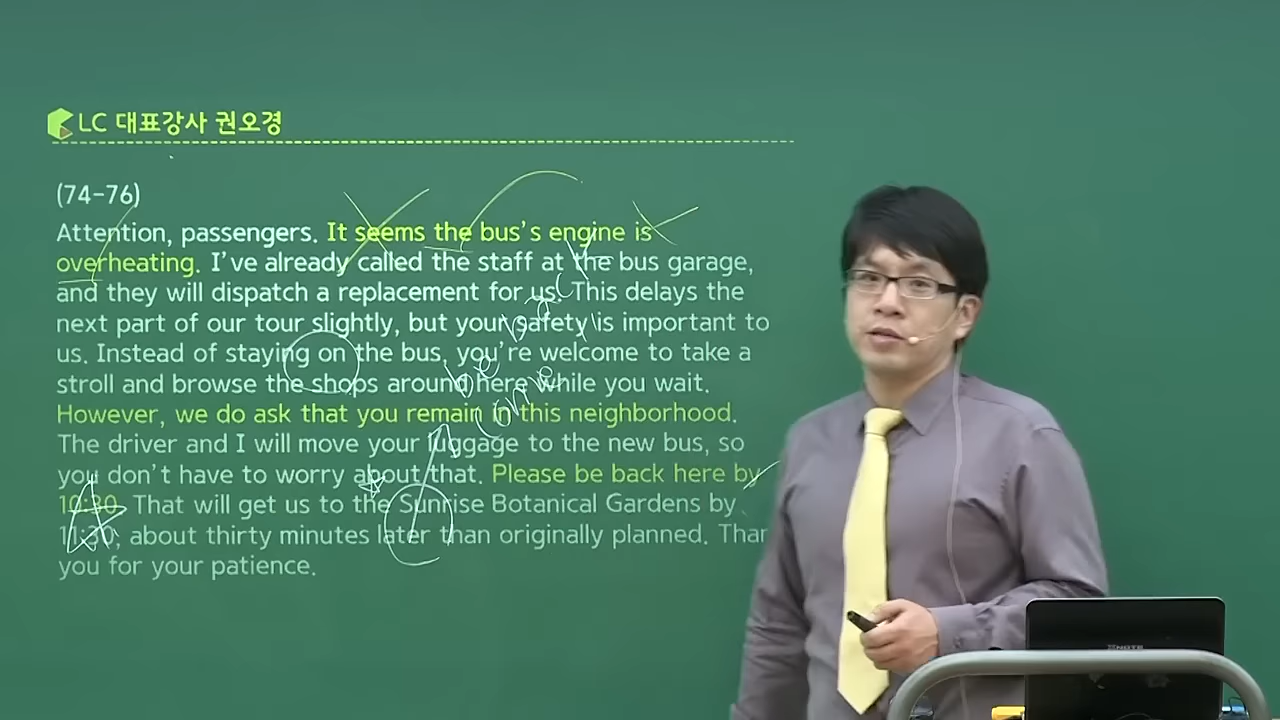 LC 대표강사 권오경
(74-76)
Attention, passengers. It seems the bus's engine is
overheating. I've already called the staff at the bus garage,
and they will dispatch a replacement for us. This delays the
next part of our tour slightly, but your safety is important to
us. Instead of staying on the bus, you're welcome to take a
stroll and browse the shops around here while you wait.
However, we do ask that you remain in this neighborhood.
The driver and I will move your luggage to the new bus, so
you don't have to worry about that. Please be back here by
10:30. That will get us to the Sunrise Botanical Gardens by
11:30, about thirty minutes later than originally planned.
you for your patience.
be back
come